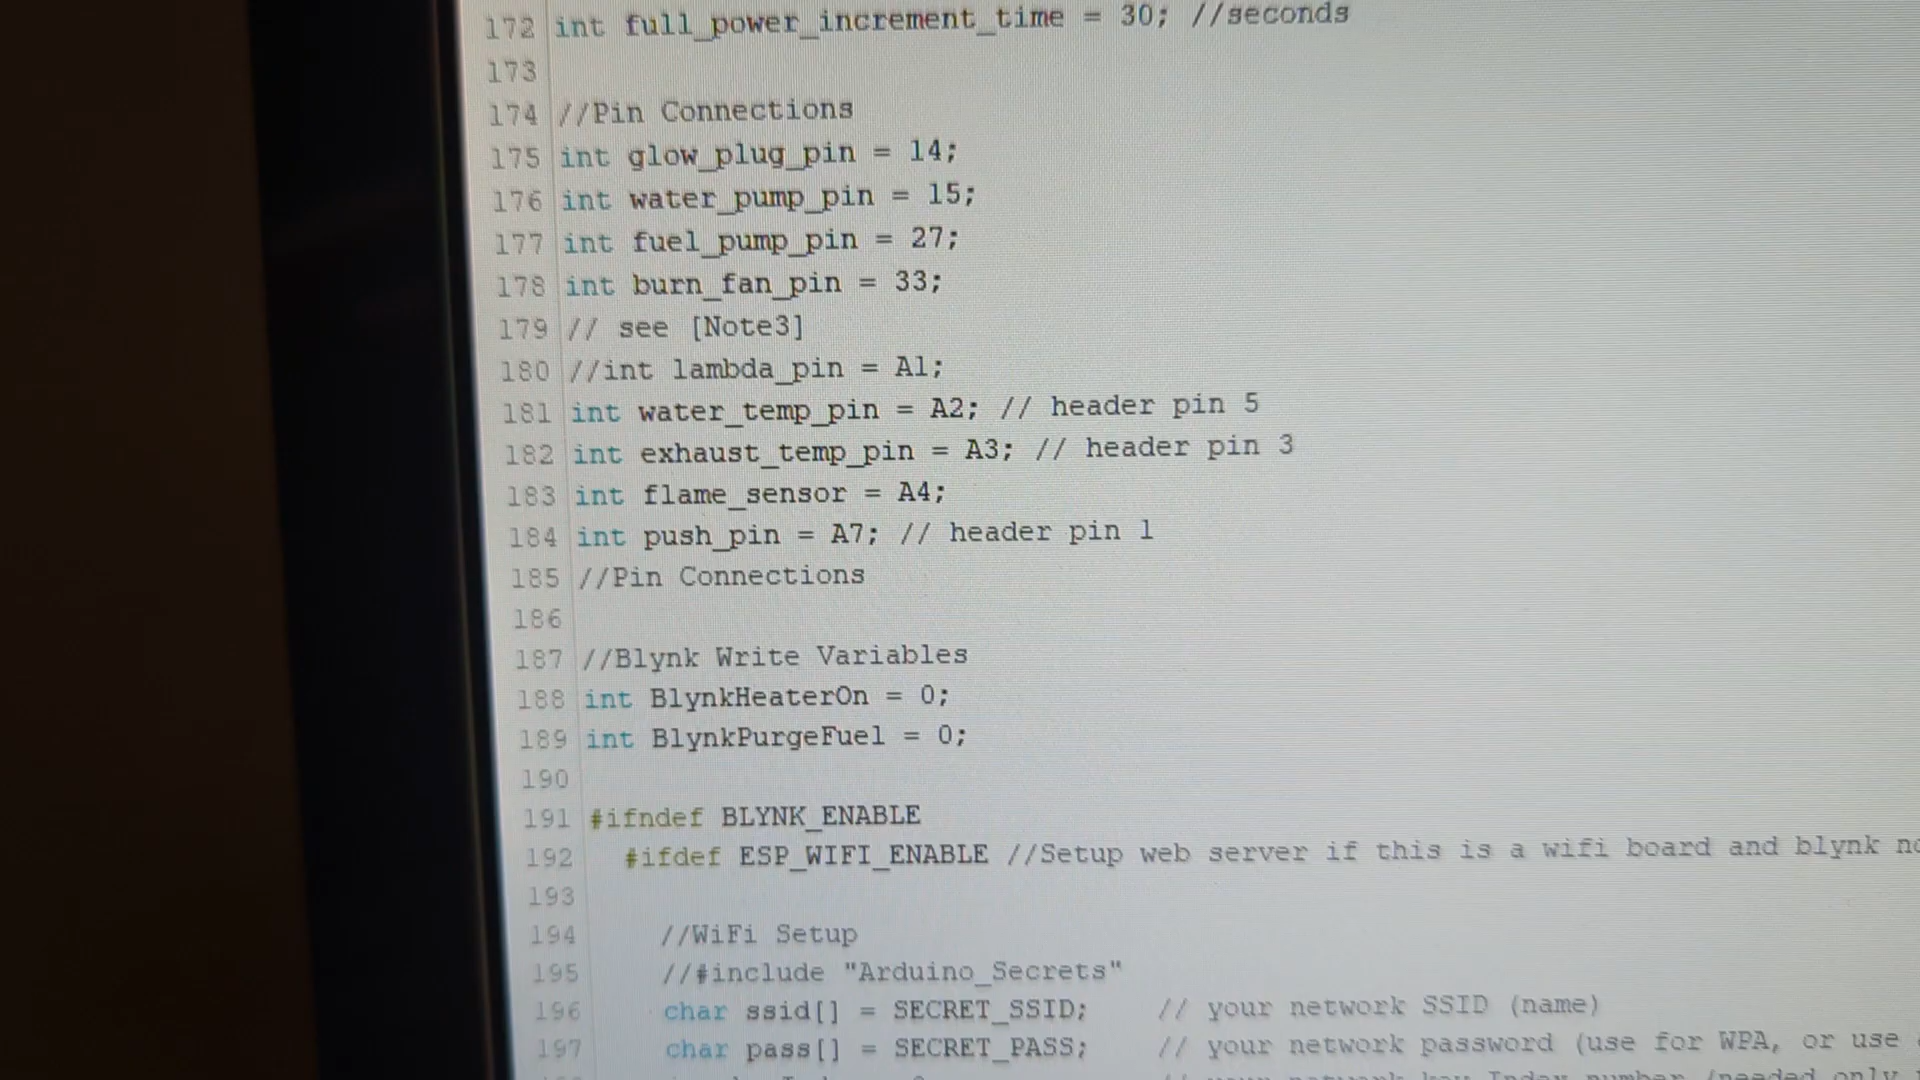 172 int full_power_increment_time = 30; //seconds
173
174 //Pin Connections
175 int glow_plug_pin = 14;
176 int water_pump_pin = 15;
177 int fuel_pump_pin = 27;
178 int burn_fan_pin = 33;
179 // see [Note3]
180 //int lambda_pin = A1;
181 int water_temp_pin = A2; // header pin 5
182 int exhaust_temp_pin = A3; // header pin 3
183 int flame_sensor = A4;
184 int push_pin = A7; // header pin 1
185 //Pin Connections
186
187 //Blynk Write Variables
188 int BlynkHeaterOn = 0;
189 int BlynkPurgeFuel = 0;
190
191 #ifndef BLYNK_ENABLE
192 #ifdef ESP_WIFI_ENABLE //Setup web server if this is a wifi board and blynk
193
194 //WiFi Setup
195 //#include "Arduino_Secrets"
196 char ssid[] = SECRET_SSID; // your network SSID (name)
197 char pass[] = SECRET_PASS; // your network password (use for WPA, or use